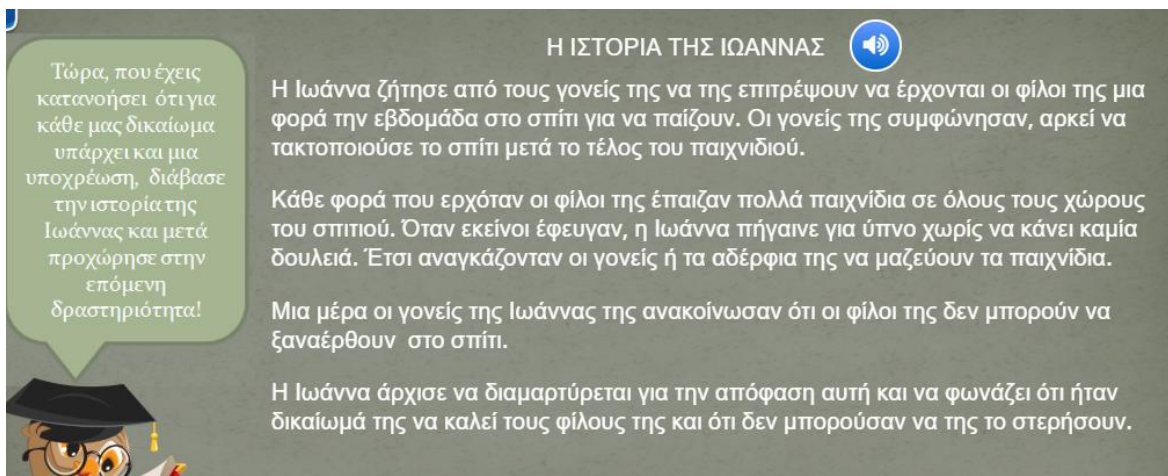 Τώρα, που έχεις
κατανοήσει ότι για
κάθε μας δικαίωμα
υπάρχει και μια
υποχρέωση, διάβασε
την ιστορία της
Ιωάννας και μετά
προχώρησε στην
επόμενη
δραστηριότητα!
Η ΙΣΤΟΡΙΑ ΤΗΣ ΙΩΑΝΝΑΣ
Η Ιωάννα ζήτησε από τους γονείς της να της επιτρέψουν να έρχονται οι φίλοι της μια
φορά την εβδομάδα στο σπίτι για να παίζουν. Οι γονείς της συμφώνησαν, αρκεί να
τακτοποιούσε το σπίτι μετά το τέλος του παιχνιδιού.
Κάθε φορά που ερχόταν οι φίλοι της έπαιζαν πολλά παιχνίδια σε όλους τους χώρους
του σπιτιού. Όταν εκείνοι έφευγαν, η Ιωάννα πήγαινε για ύπνο χωρίς να κάνει καμία
δουλειά. Έτσι αναγκάζονταν οι γονείς ή τα αδέρφια της να μαζεύουν τα παιχνίδια.
Μια μέρα οι γονείς της Ιωάννας της ανακοίνωσαν ότι οι φίλοι της δεν μπορούν να
ξαναέρθουν στο σπίτι.
Η Ιωάννα άρχισε να διαμαρτύρεται για την απόφαση αυτή και να φωνάζει ότι ήταν
δικαίωμά της να καλεί τους φίλους της και ότι δεν μπορούσαν να της το στερήσουν.